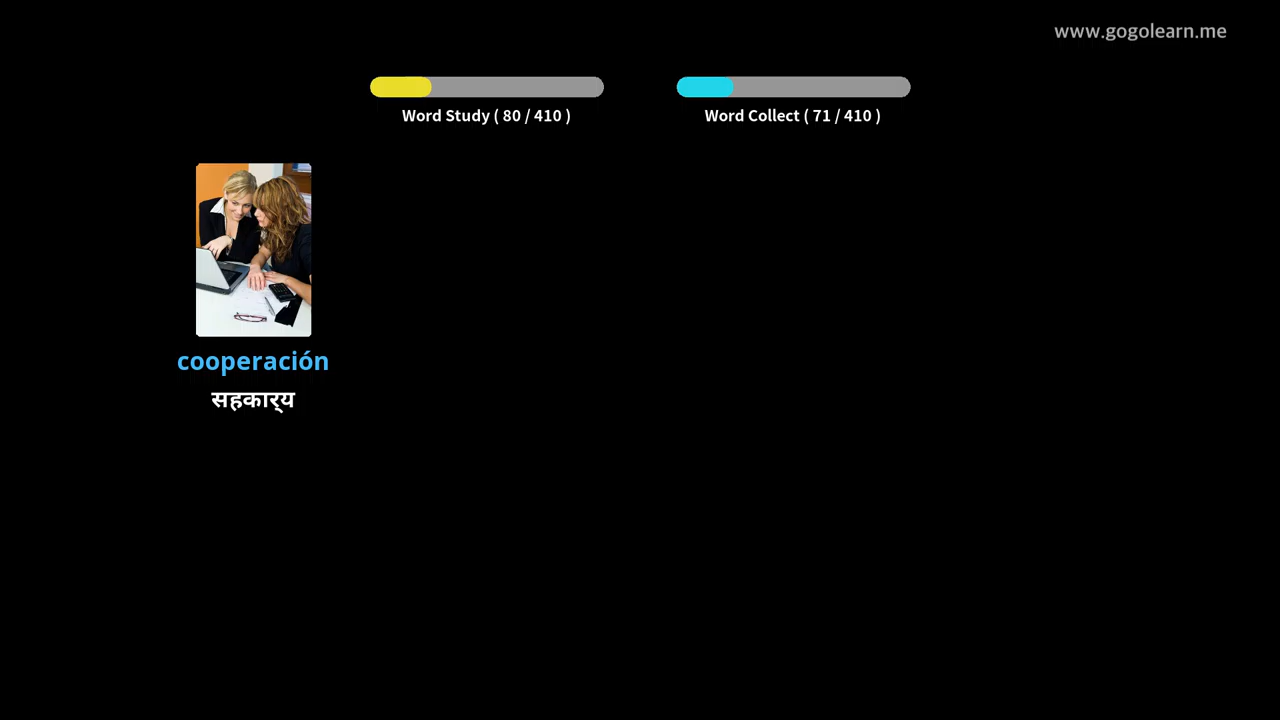 www.gogolearn.me
Word Study ( 80 / 410 )
Word Collect ( 71 / 410 )
cooperación
सहकार्‍य